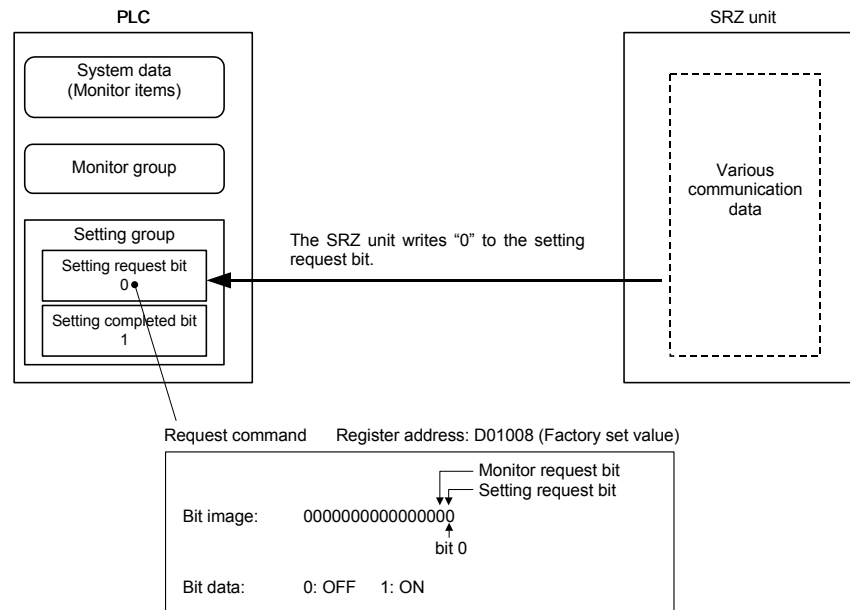 PLC
SRZ unit
System data
(Monitor items)
Monitor group
Setting group
Setting request bit
0
Setting completed bit
1
The SRZ unit writes “0” to the setting
request bit.
Various
communication
data
Request command Register address: D01008 (Factory set value)
Monitor request bit
Setting request bit
Bit image: 0000000000000000
bit 0
Bit data: 0: OFF 1: ON